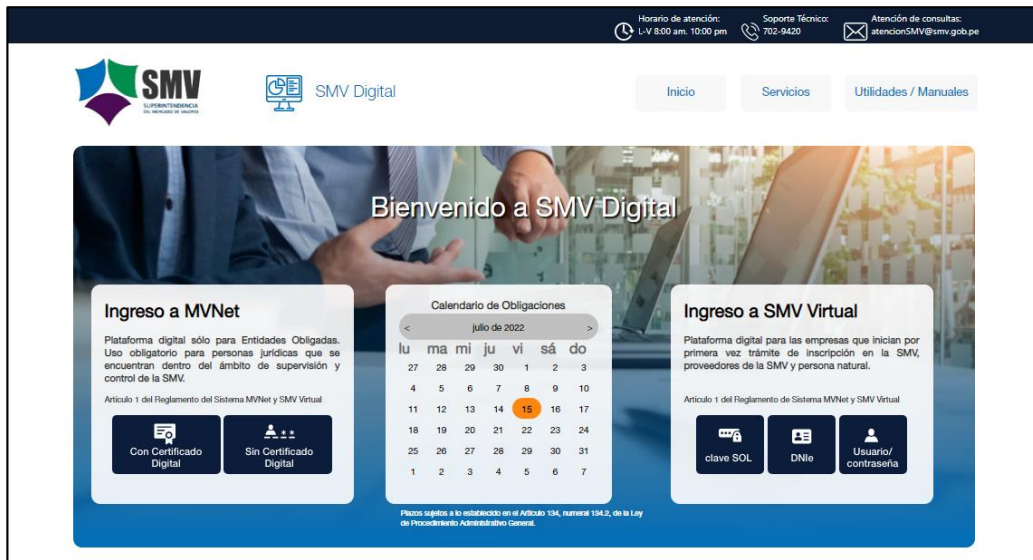 Horario de atención:
L-V 8:00 am. 10:00 pm
Soporte Técnico:
702-9420
Atención de consultas:
atencionSMV@smv.gob.pe
SMV
SUPERINTENDENCIA
DEL MERCADO DE VALORES
SMV Digital
Inicio
Servicios
Utilidades / Manuales
Bienvenido a SMV Digital
Ingreso a MVNet
Plataforma digital sólo para Entidades Obligadas.
Uso obligatorio para personas jurídicas que se
encuentran dentro del ámbito de supervisión y
control de la SMV.
Artículo 1 del Reglamento del Sistema MVNet y SMV Virtual
Con Certificado
Digital
Sin Certificado
Digital
Calendario de Obligaciones
< julio de 2022 >
lu ma mi ju vi sá do
27 28 29 30 1 2 3
4 5 6 7 8 9 10
11 12 13 14 15 16 17
18 19 20 21 22 23 24
25 26 27 28 29 30 31
1 2 3 4 5 6 7
Plazos sujetos a lo establecido en el Artículo 134, numeral 134.2, de la Ley
de Procedimiento Administrativo General.
Ingreso a SMV Virtual
Plataforma digital para las empresas que inician por
primera vez trámite de inscripción en la SMV,
proveedores de la SMV y persona natural.
Artículo 1 del Reglamento de Sistema MVNet y SMV Virtual
clave SOL
DNIe
Usuario/
contraseña